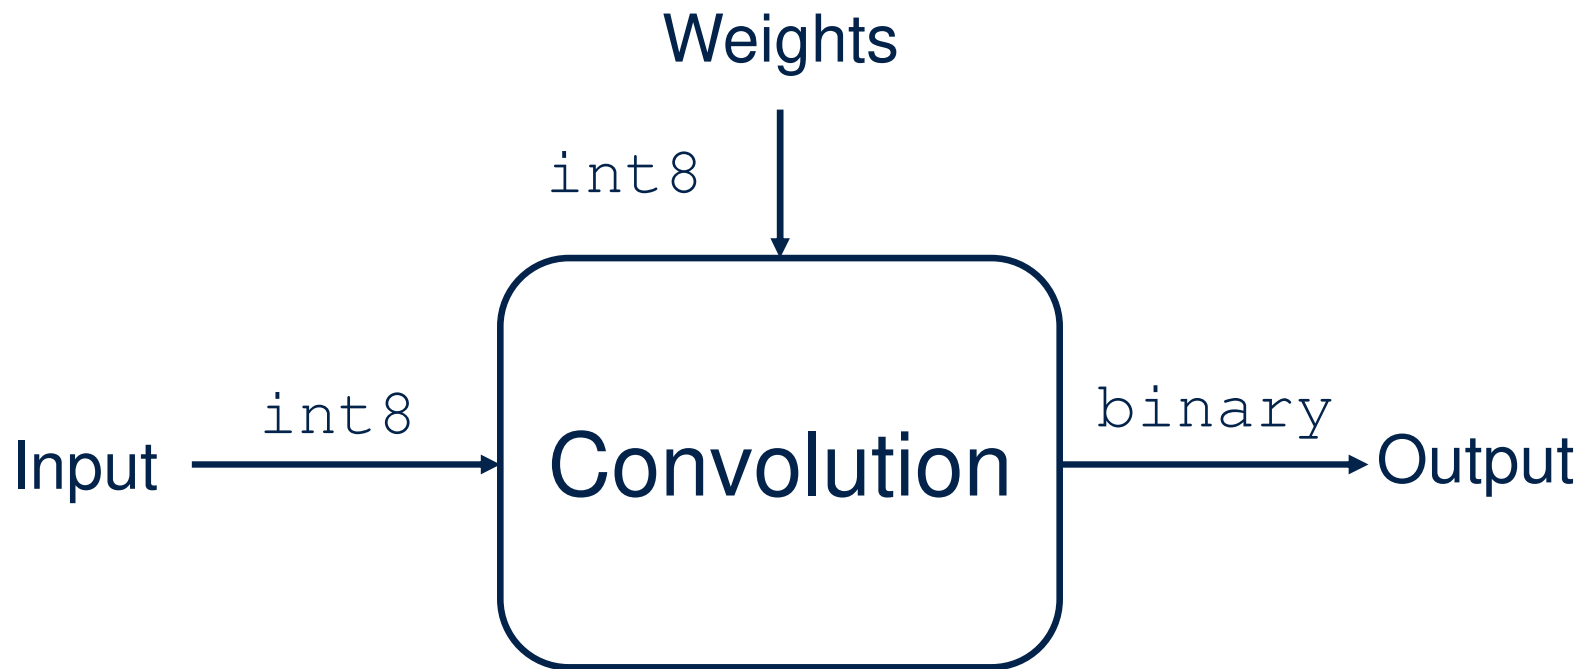 Weights
int8
int8
binary
Input
Convolution
Output